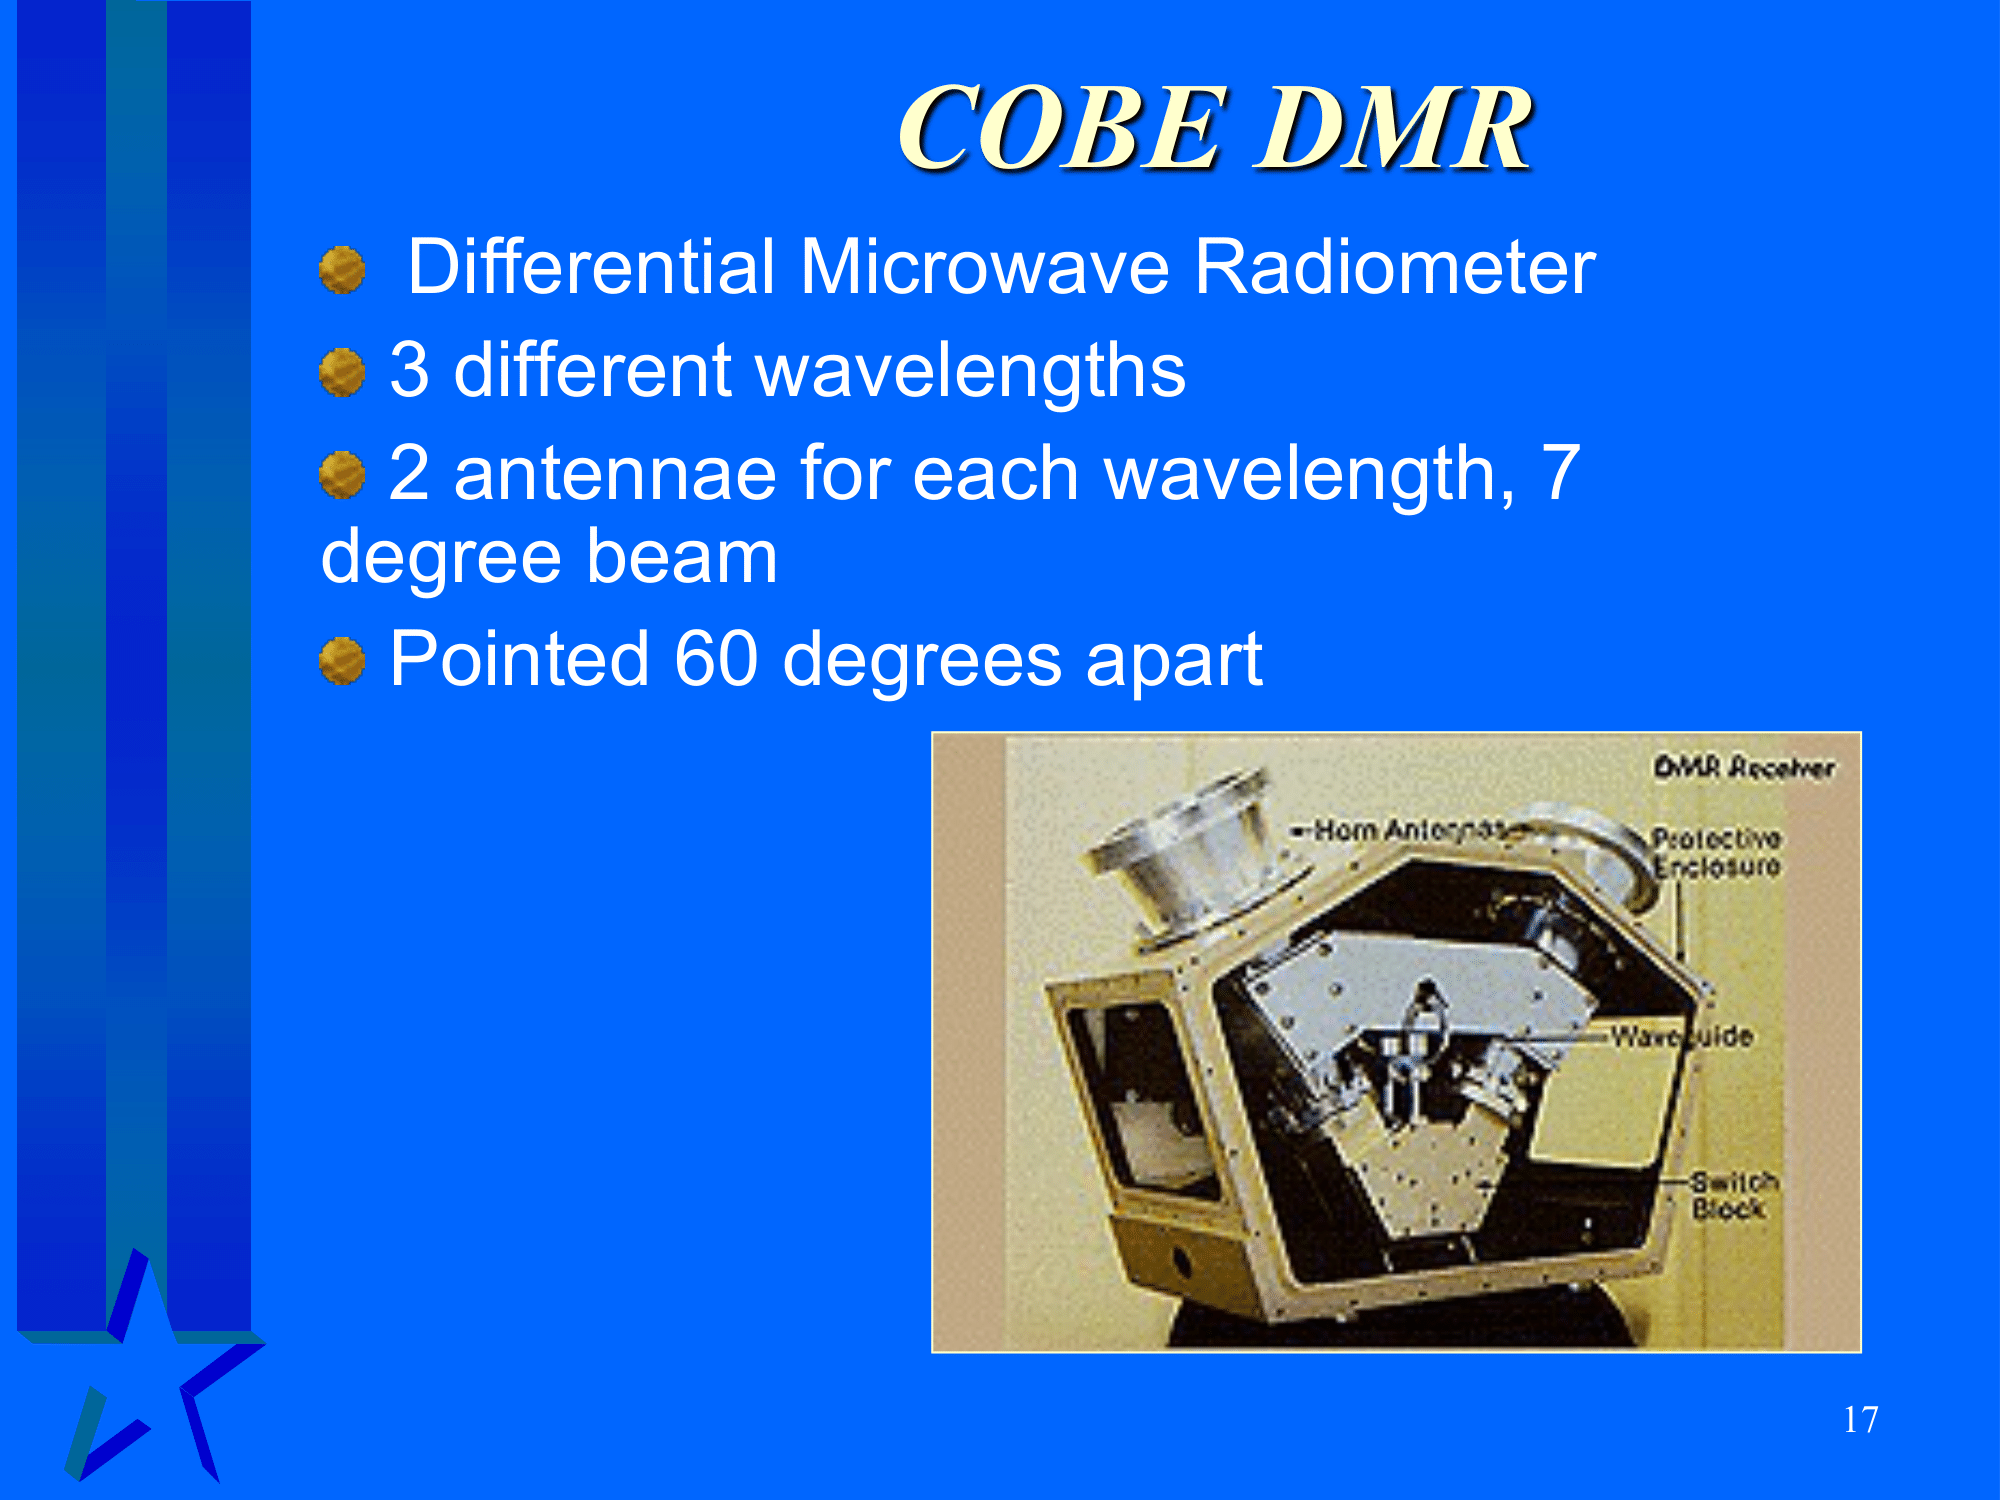 COBE DMR
Differential Microwave Radiometer
3 different wavelengths
2 antennae for each wavelength, 7
degree beam
Pointed 60 degrees apart
DMR Receiver
Horn Antennas
Protective
Enclosure
Waveguide
Switch
Block
17